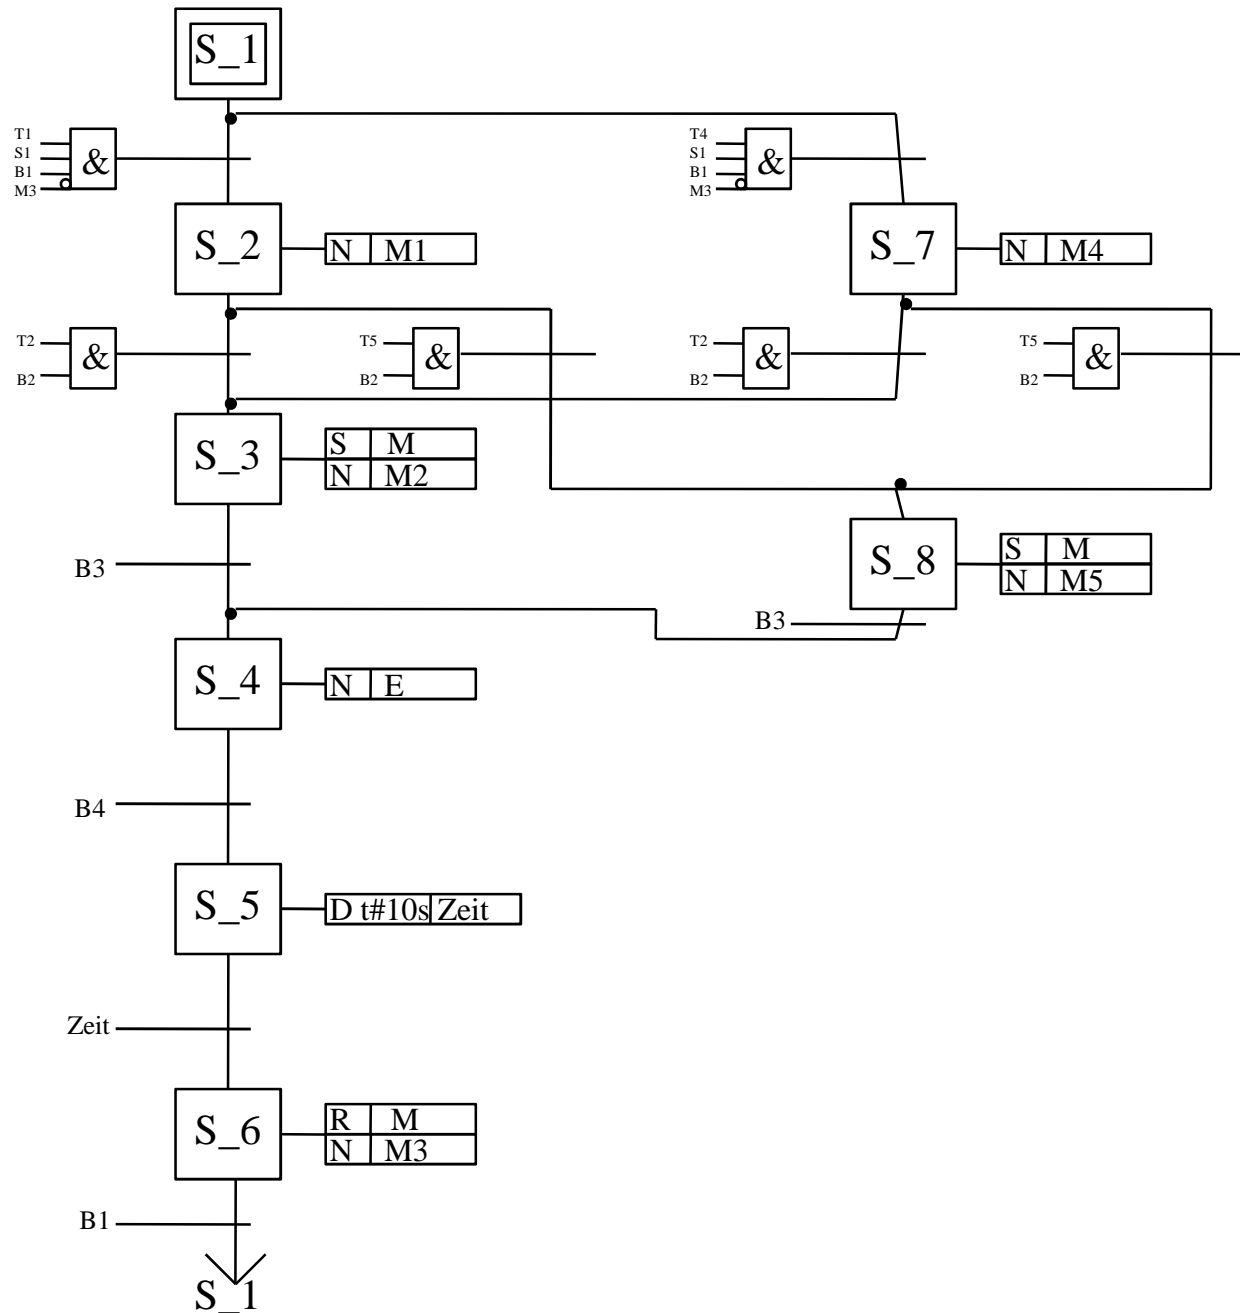 S_1
T1
S1
B1
M3
&
T4
S1
B1
M3
&
S_2
N M1
S_7
N M4
T2
B2
&
T5
B2
&
T2
B2
&
T5
B2
&
S_3
S M
N M2
B3
S_8
S M
N M5
B3
S_4
N E
B4
S_5
D t#10s Zeit
Zeit
S_6
R M
N M3
B1
S_1